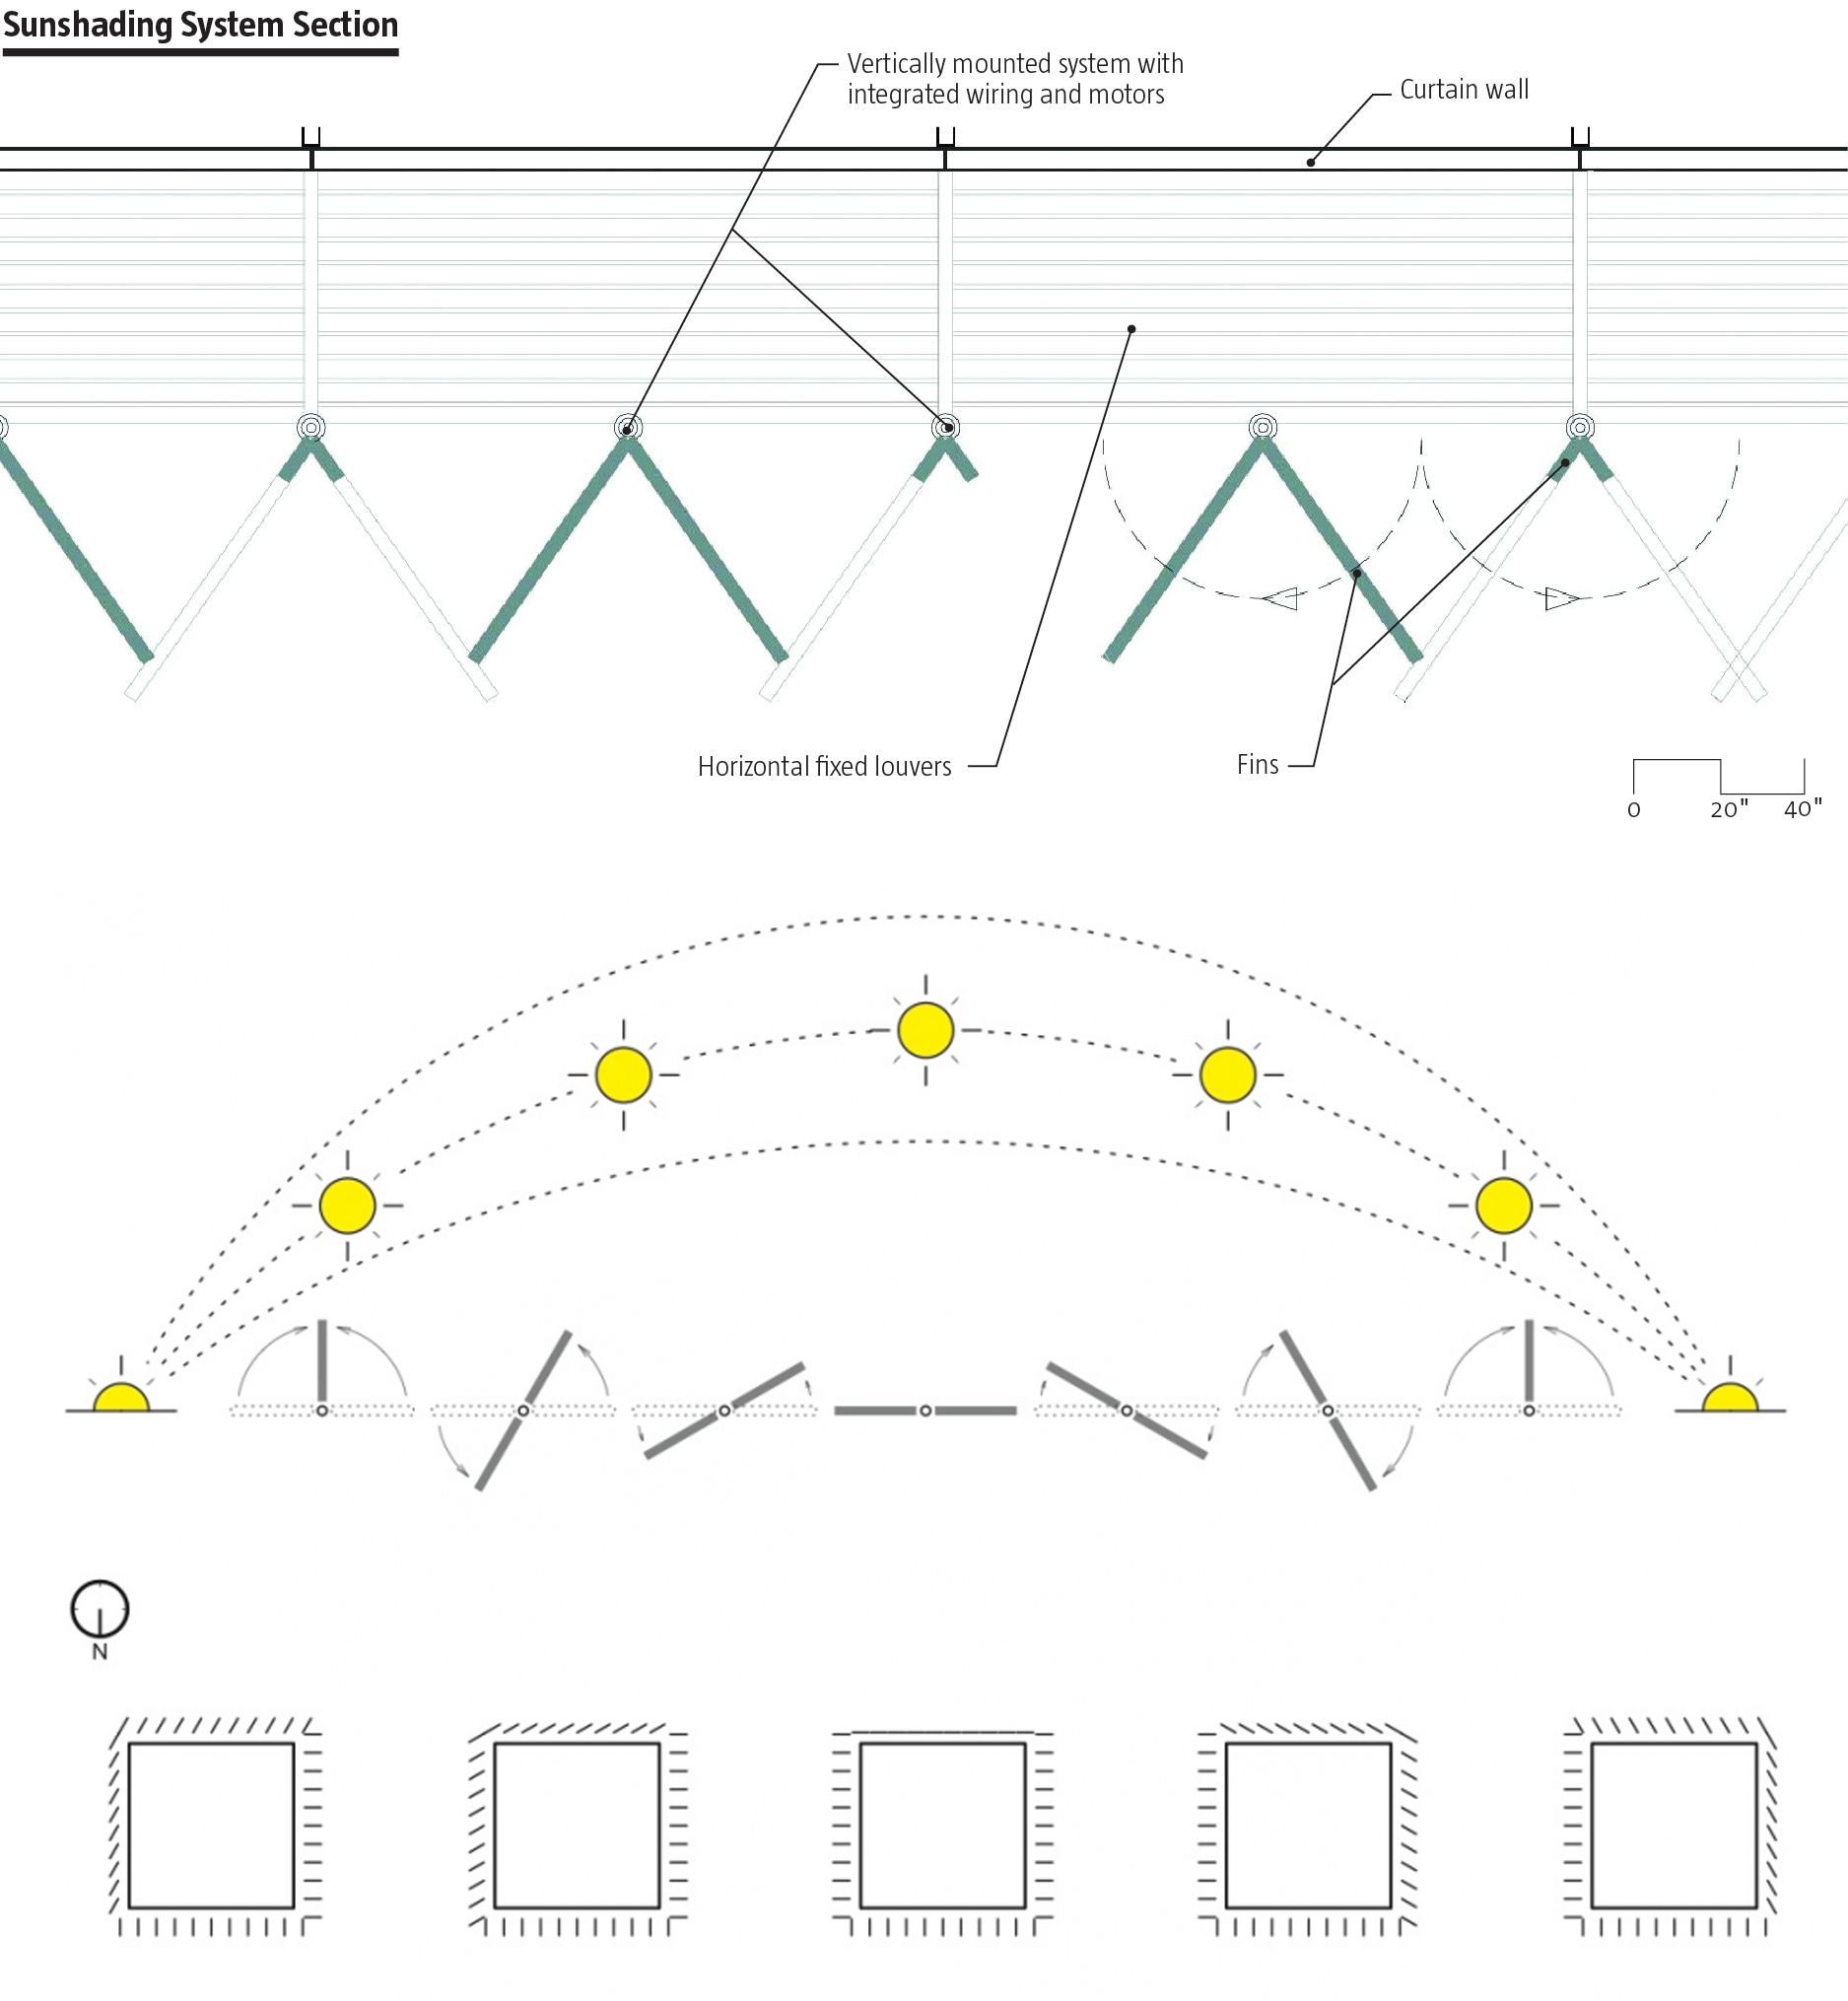 Sunshading System Section
Vertically mounted system with
integrated wiring and motors
Curtain wall
Horizontal fixed louvers
Fins
0 20" 40"
N